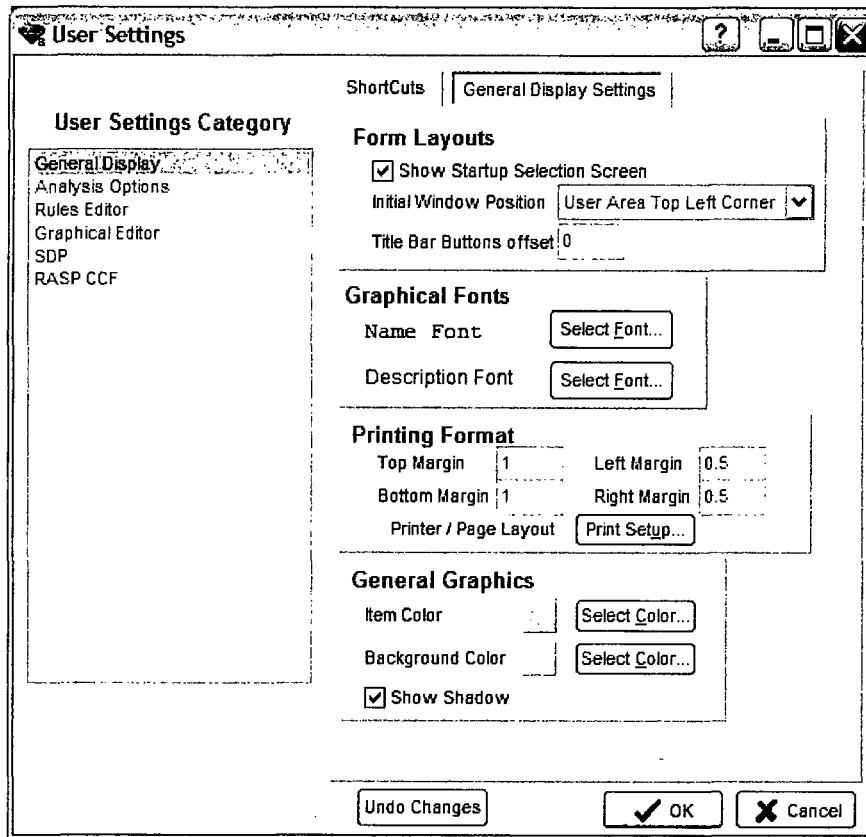 User Settings
?
ShortCuts
General Display Settings
User Settings Category
General Display
Analysis Options
Rules Editor
Graphical Editor
SDP
RASP CCF
Form Layouts
Show Startup Selection Screen
Initial Window Position User Area Top Left Corner
Title Bar Buttons offset 0
Graphical Fonts
Name Font Select Font...
Description Font Select Font...
Printing Format
Top Margin 1 Left Margin 0.5
Bottom Margin 1 Right Margin 0.5
Printer / Page Layout Print Setup...
General Graphics
Item Color Select Color...
Background Color Select Color...
Show Shadow
Undo Changes OK Cancel